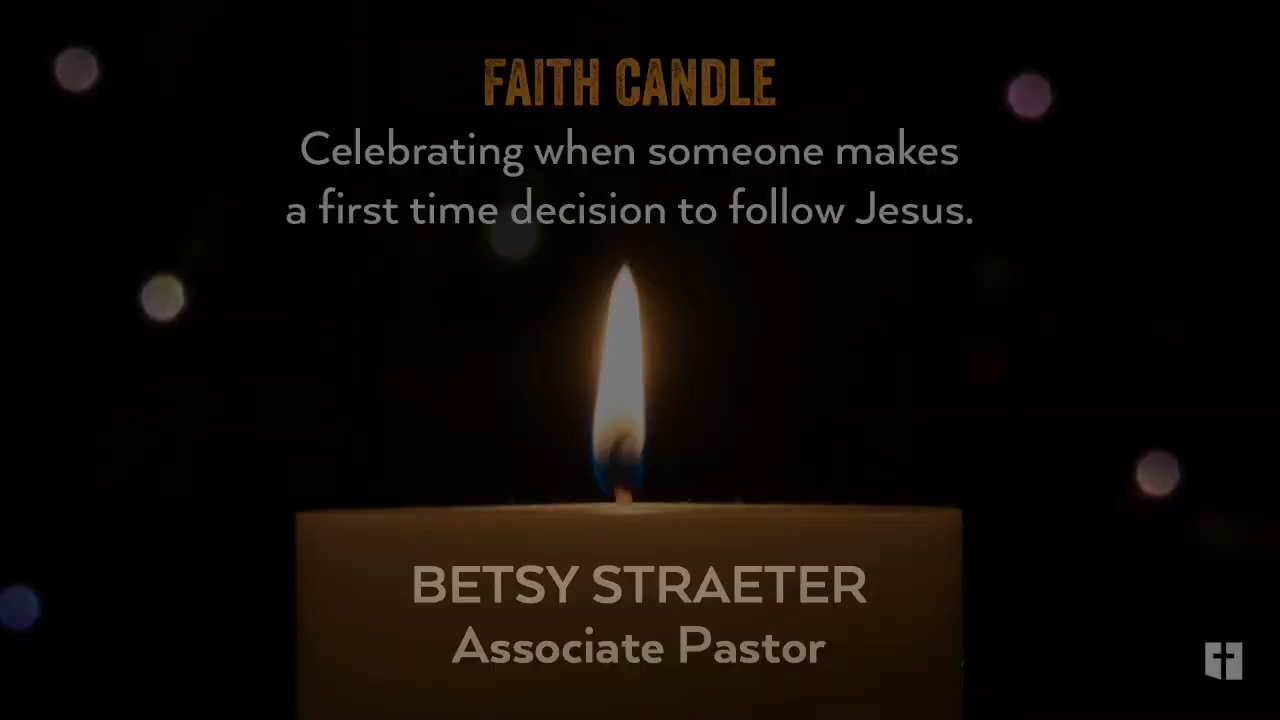 FAITH CANDLE
Celebrating when someone makes
a first time decision to follow Jesus.
BETSY STRAETER
Associate Pastor